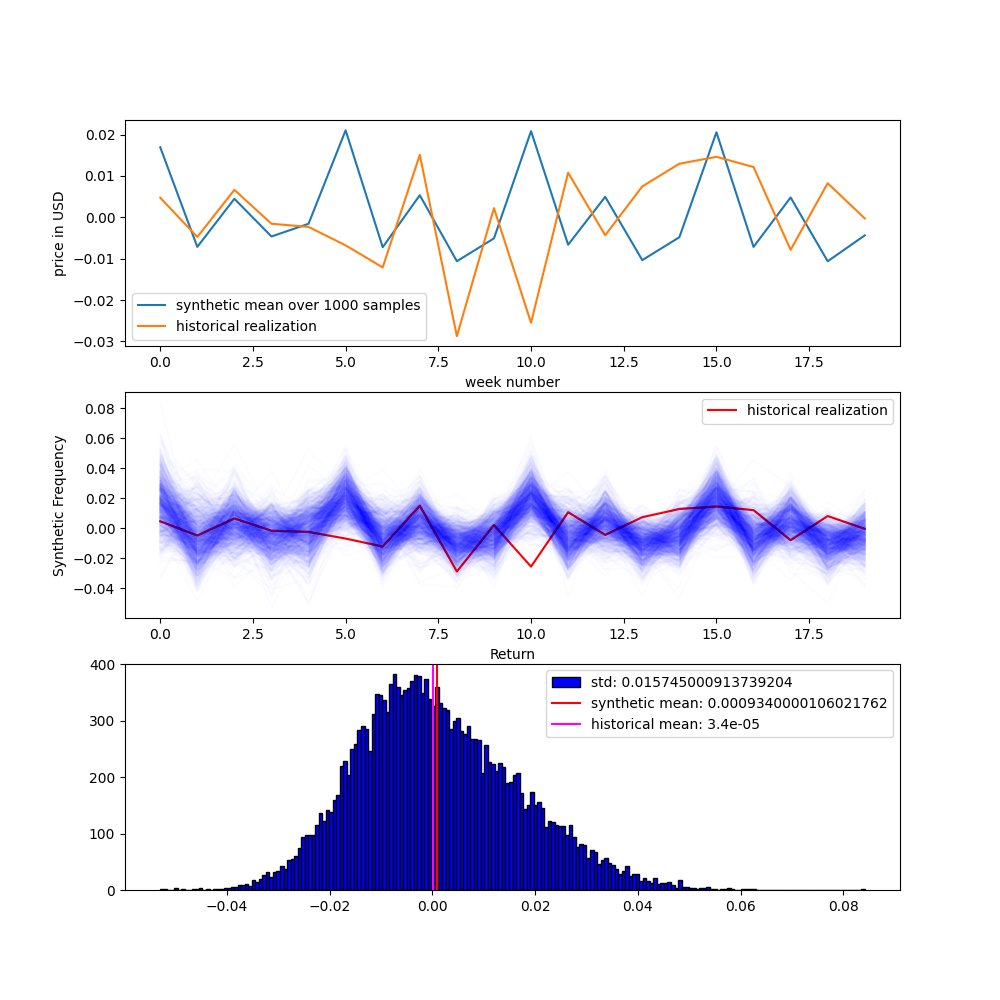 0.02
0.01
0.00
−0.01
−0.02
−0.03
price in USD
synthetic mean over 1000 samples
historical realization
0.0 2.5 5.0 7.5 10.0 12.5 15.0 17.5
week number
0.08
0.06
0.04
0.02
0.00
−0.02
−0.04
Synthetic Frequency
historical realization
0.0 2.5 5.0 7.5 10.0 12.5 15.0 17.5
Return
400
300
200
100
0
std: 0.015745000913739204
synthetic mean: 0.0009340000106021762
historical mean: 3.4e-05
−0.04 −0.02 0.00 0.02 0.04 0.06 0.08